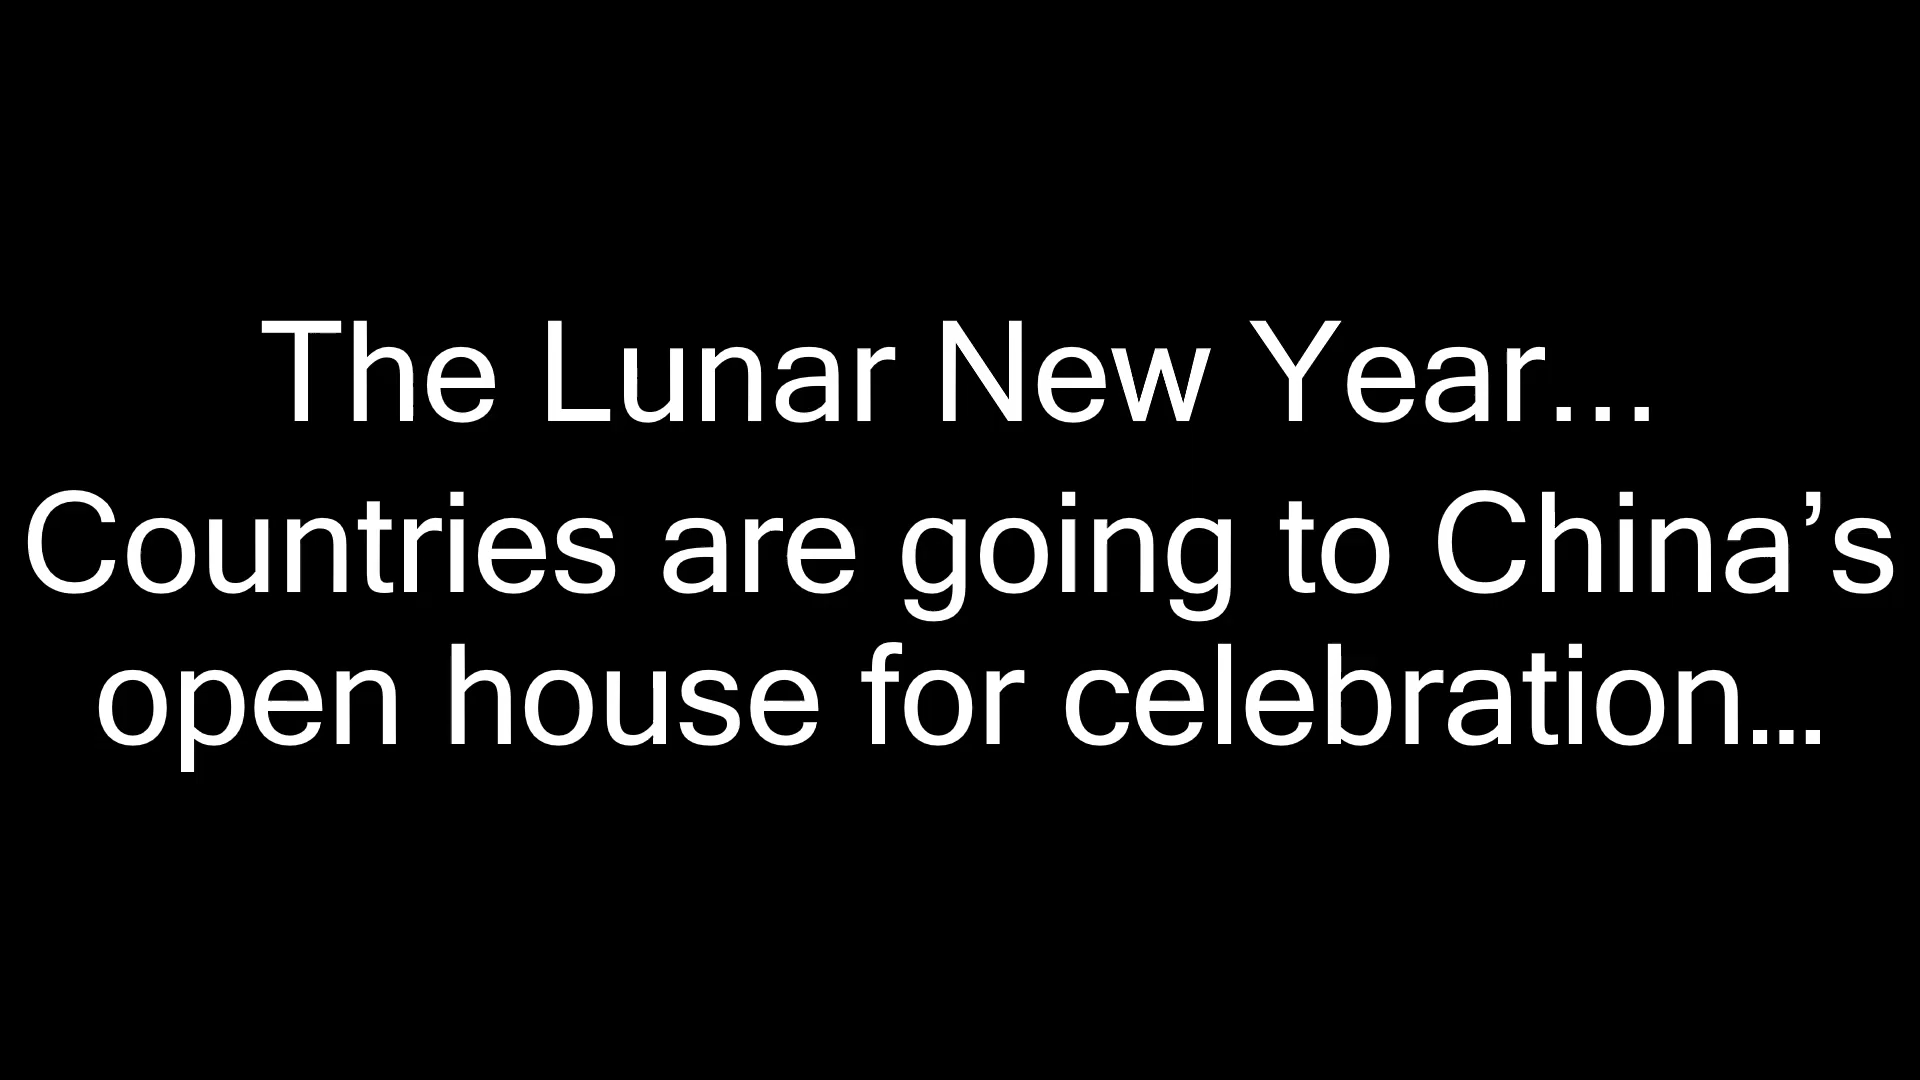 The Lunar New Year...
Countries are going to China’s
open house for celebration...